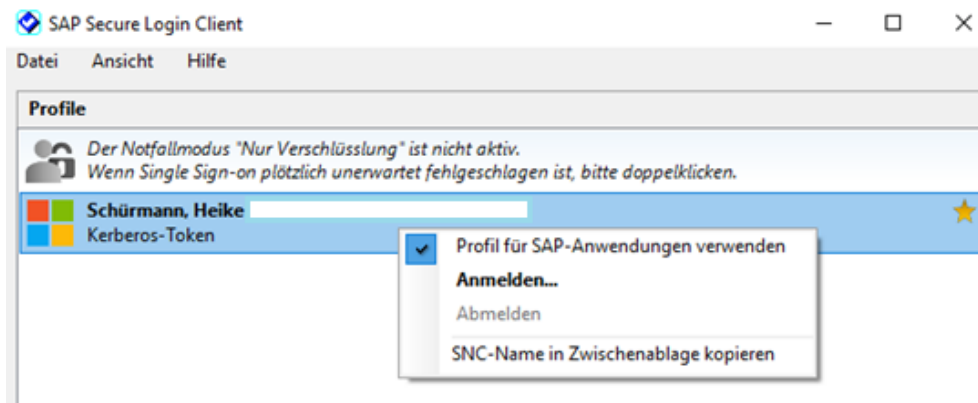 SAP Secure Login Client
Datei Ansicht Hilfe
Profile
Der Notfallmodus "Nur Verschlüsslung" ist nicht aktiv.
Wenn Single Sign-on plötzlich unerwartet fehlgeschlagen ist, bitte doppelklicken.
Schürmann, Heike
Kerberos-Token
Profil für SAP-Anwendungen verwenden
Anmelden...
Abmelden
SNC-Name in Zwischenablage kopieren